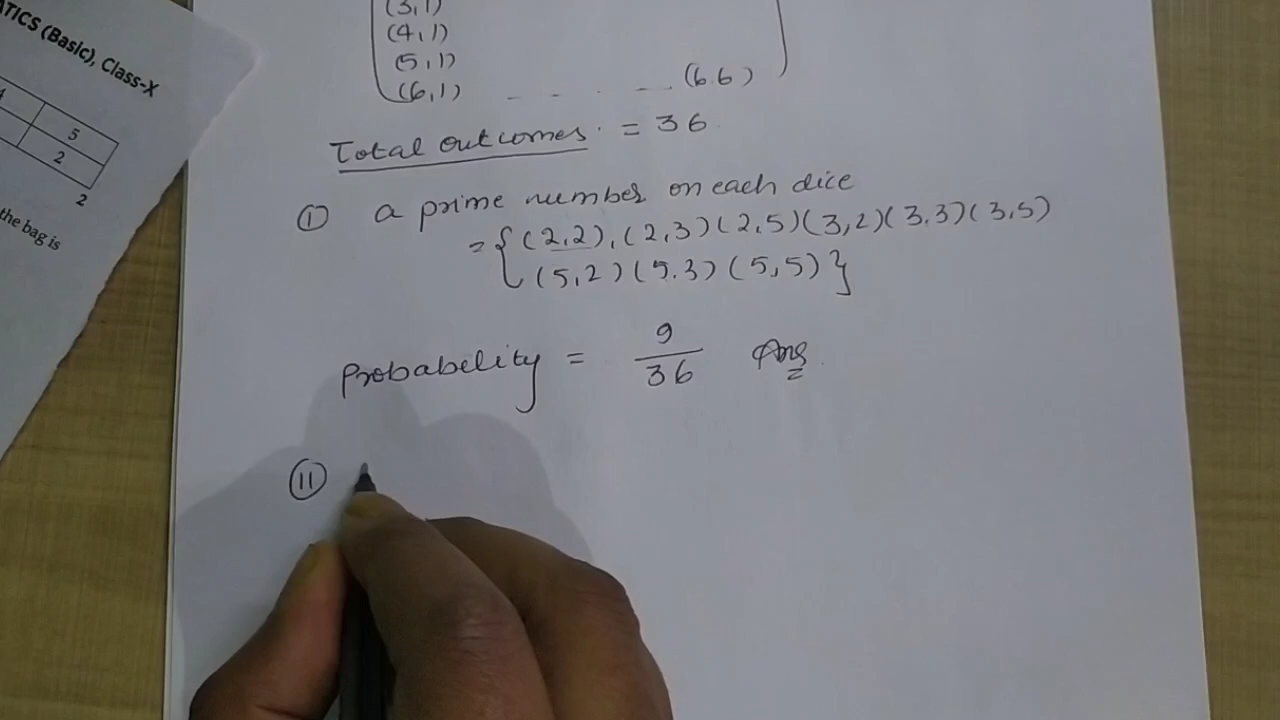 ATICS (Basic), Class-X
5
2
2
the bag is
(3,1)
(4,1)
(5,1)
(6,1) - - . - — (6.6)
Total outcomes = 36
(i) a prime number on each dice
= { (2,2), (2,3) (2,5) (3,2) (3,3) (3,5)
(5,2) (5.3) (5,5) }
Probabelity = 9/36 Ans
(ii)